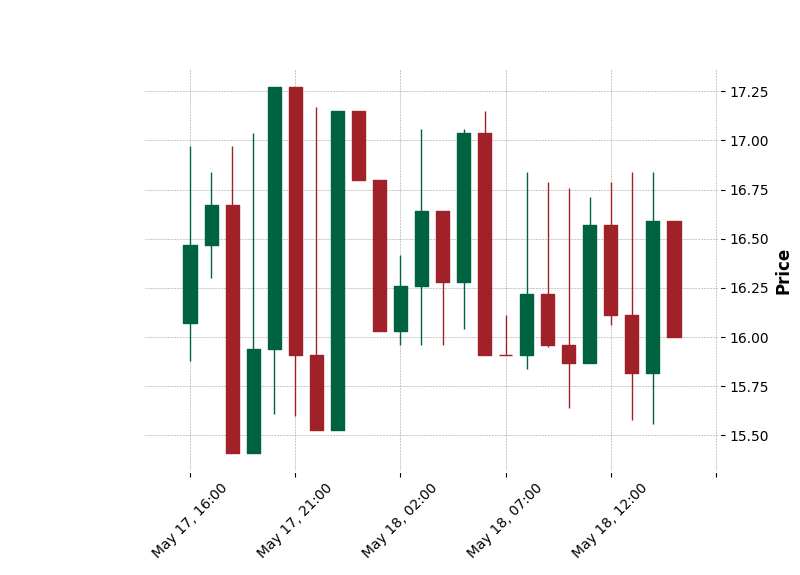 17.25
17.00
16.75
16.50
16.25
16.00
15.75
15.50
Price
May 17, 16:00
May 17, 21:00
May 18, 02:00
May 18, 07:00
May 18, 12:00